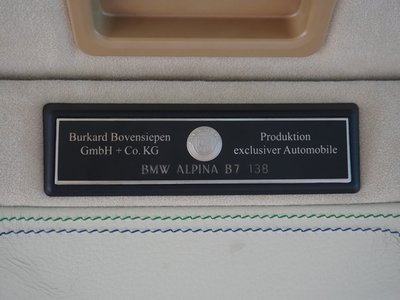 Burkard Bovensiepen
GmbH + Co. KG
Produktion
exclusiver Automobile
BMW ALPINA B7 138